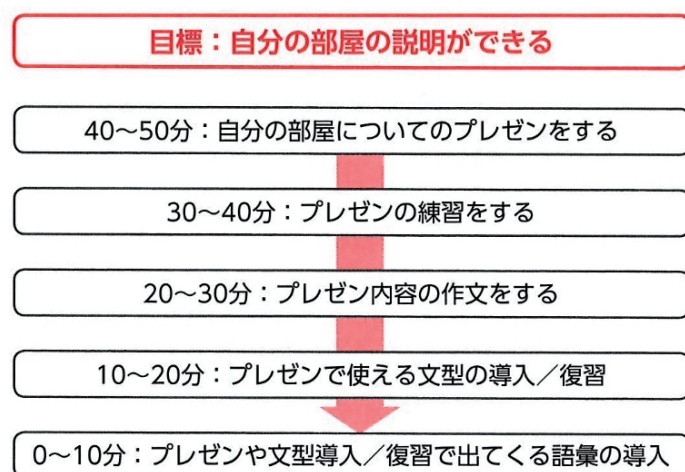 目標：自分の部屋の説明ができる
40〜50分：自分の部屋についてのプレゼンをする
30〜40分：プレゼンの練習をする
20〜30分：プレゼン内容の作文をする
10〜20分：プレゼンで使える文型の導入／復習
0〜10分：プレゼンや文型導入／復習で出てくる語彙の導入